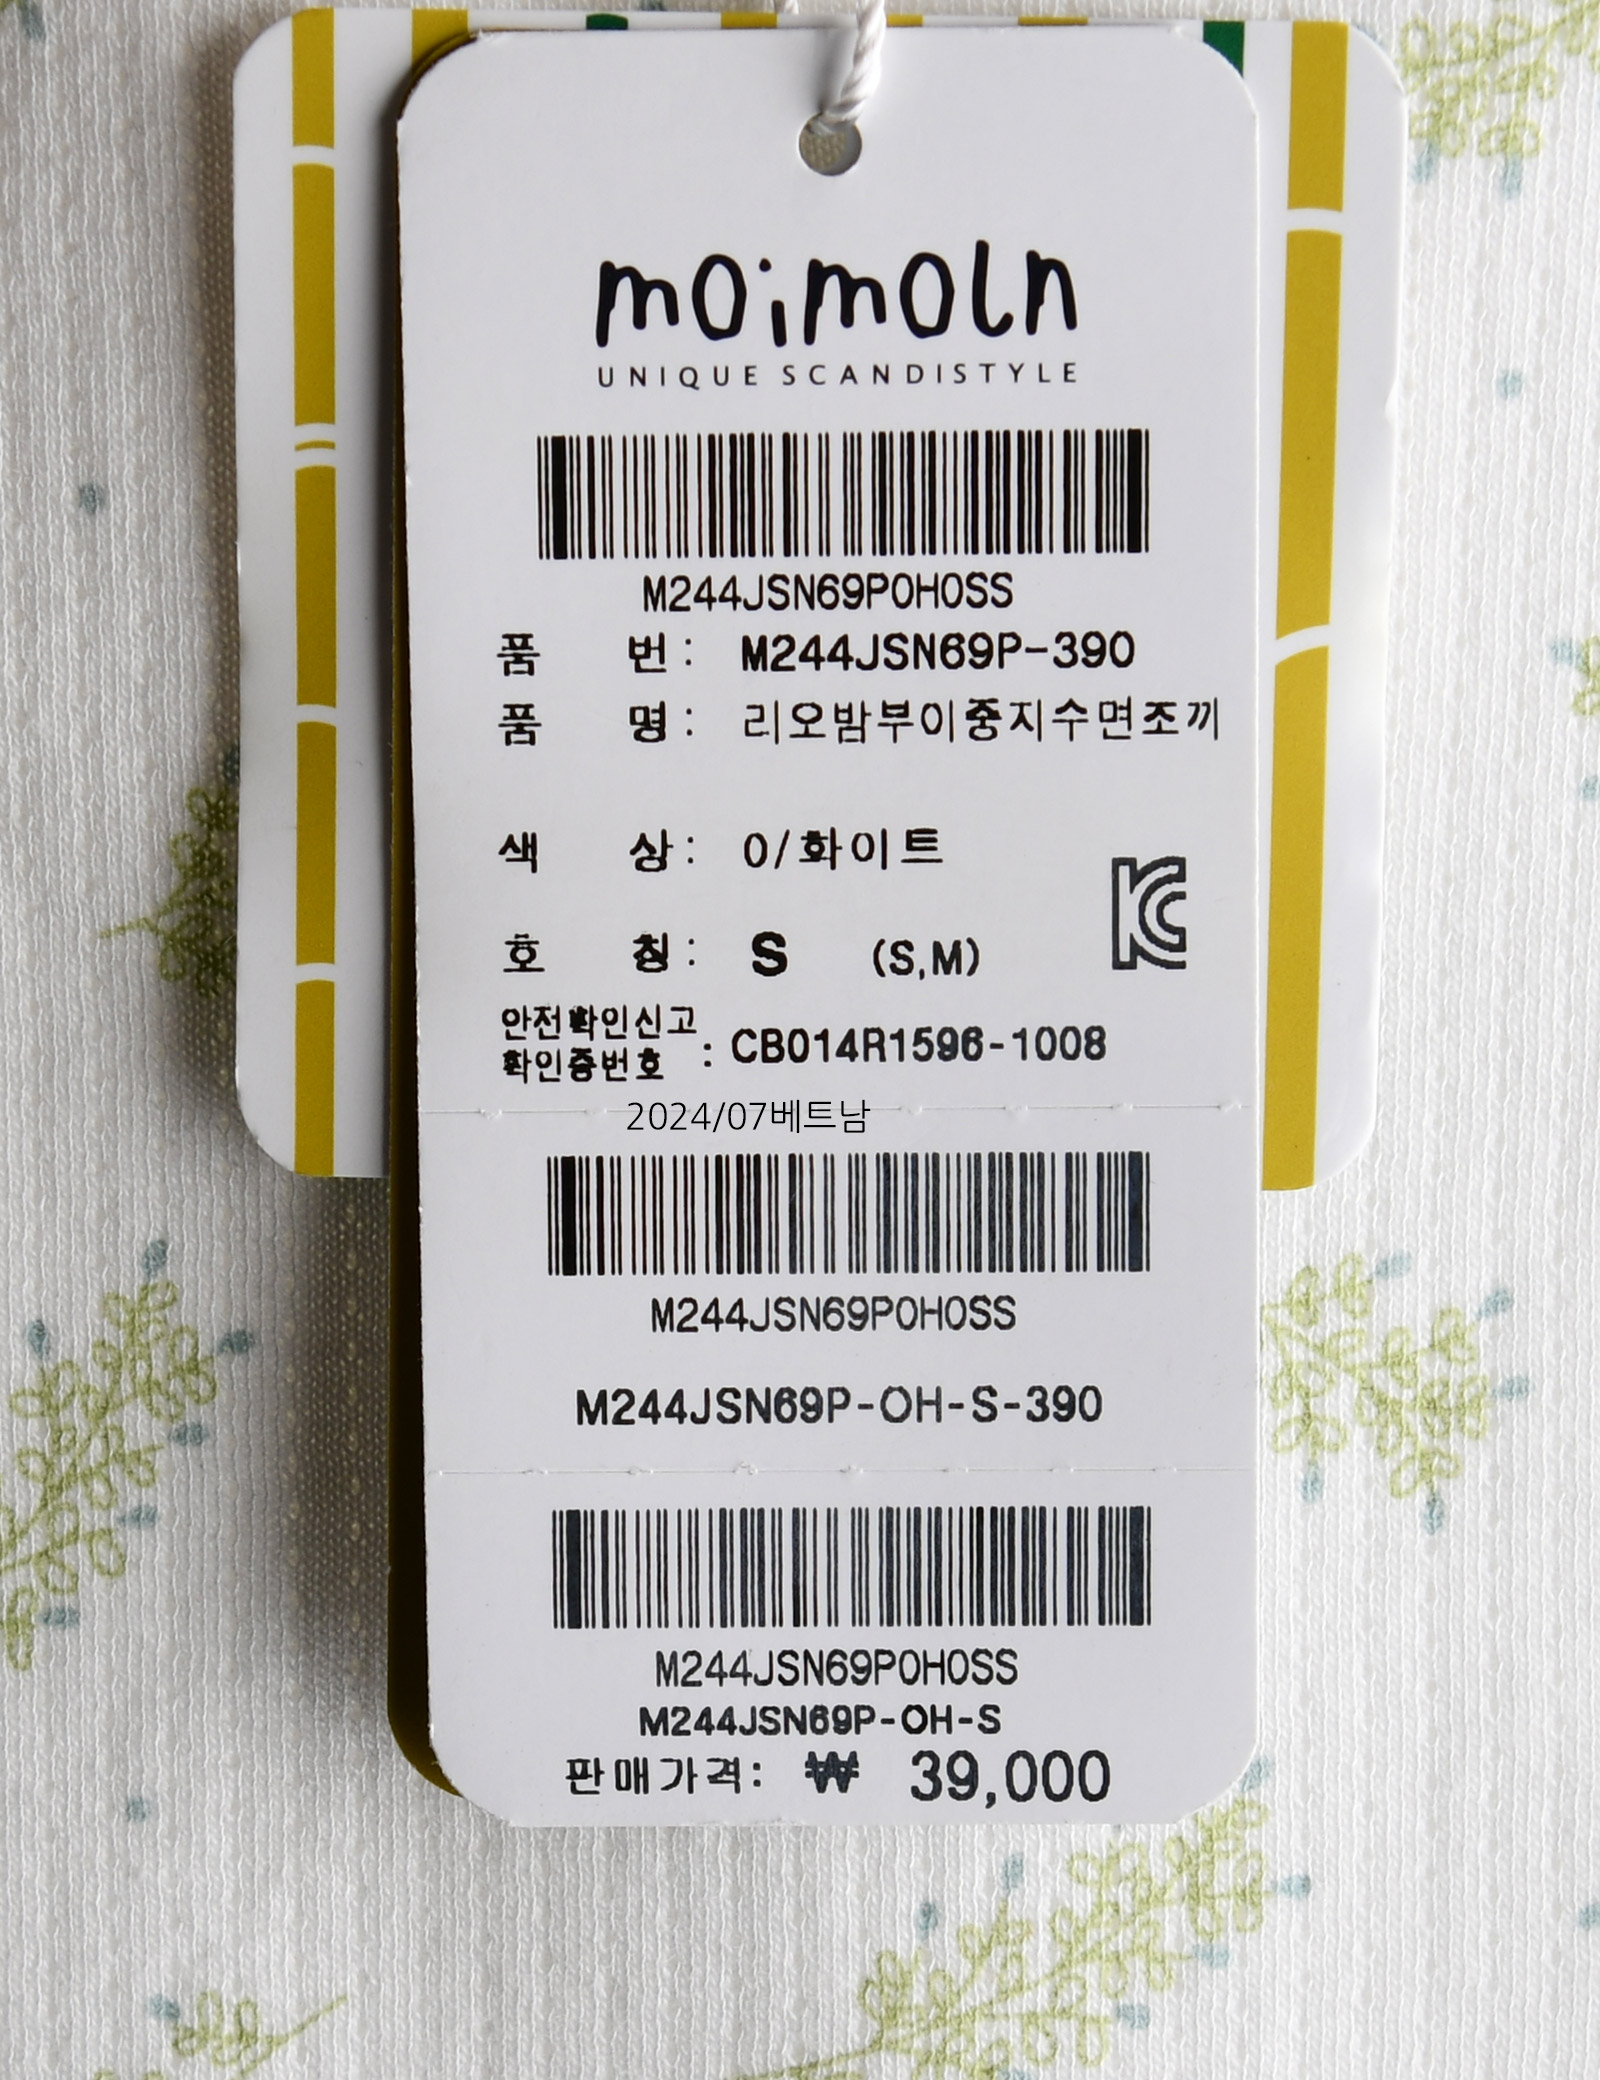 moimoln
UNIQUE SCANDISTYLE
M244JSN69P0H0SS
품 번 : M244JSN69P-390
품 명 : 리오밤부이중지수면조끼
색 상 : 0/화이트
호 칭 : S (S,M)
안전확인신고
확인증번호 : CB014R1596-1008
2024/07베트남
M244JSN69P0H0SS
M244JSN69P-OH-S-390
M244JSN69P0H0SS
M244JSN69P-OH-S
판매가격: ₩ 39,000